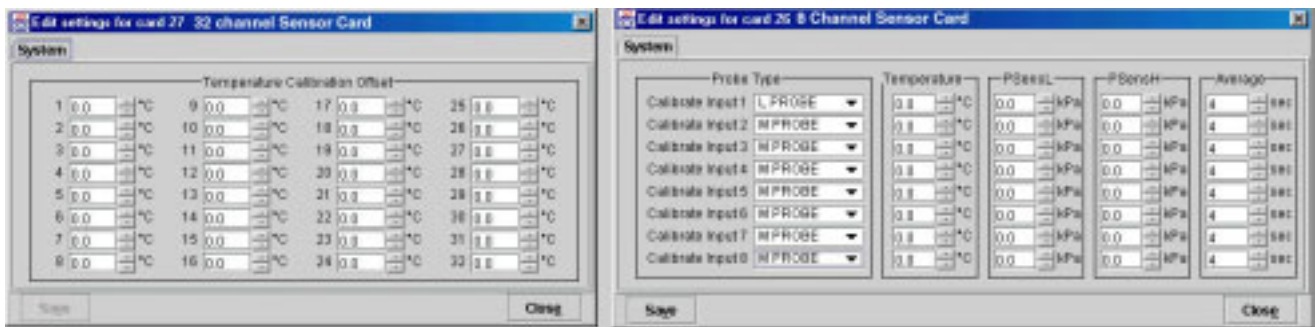 Edit settings for card 27 32 channel Sensor Card
System
Temperature Calibration Offset
1 0.0 °C 9 0.0 °C 17 0.0 °C 25 0.0 °C
2 0.0 °C 10 0.0 °C 18 0.0 °C 26 0.0 °C
3 0.0 °C 11 0.0 °C 19 0.0 °C 27 0.0 °C
4 0.0 °C 12 0.0 °C 20 0.0 °C 28 0.0 °C
5 0.0 °C 13 0.0 °C 21 0.0 °C 29 0.0 °C
6 0.0 °C 14 0.0 °C 22 0.0 °C 30 0.0 °C
7 0.0 °C 15 0.0 °C 23 0.0 °C 31 0.0 °C
8 0.0 °C 16 0.0 °C 24 0.0 °C 32 0.0 °C
Save Close
Edit settings for card 26 8 Channel Sensor Card
System
Probe Type Temperature PSensL PSensH Average
Calibrate Input 1 L PROBE 0.0 °C 0.0 kPa 0.0 kPa 4 sec
Calibrate Input 2 M PROBE 0.0 °C 0.0 kPa 0.0 kPa 4 sec
Calibrate Input 3 M PROBE 0.0 °C 0.0 kPa 0.0 kPa 4 sec
Calibrate Input 4 M PROBE 0.0 °C 0.0 kPa 0.0 kPa 4 sec
Calibrate Input 5 M PROBE 0.0 °C 0.0 kPa 0.0 kPa 4 sec
Calibrate Input 6 M PROBE 0.0 °C 0.0 kPa 0.0 kPa 4 sec
Calibrate Input 7 M PROBE 0.0 °C 0.0 kPa 0.0 kPa 4 sec
Calibrate Input 8 M PROBE 0.0 °C 0.0 kPa 0.0 kPa 4 sec
Save Close